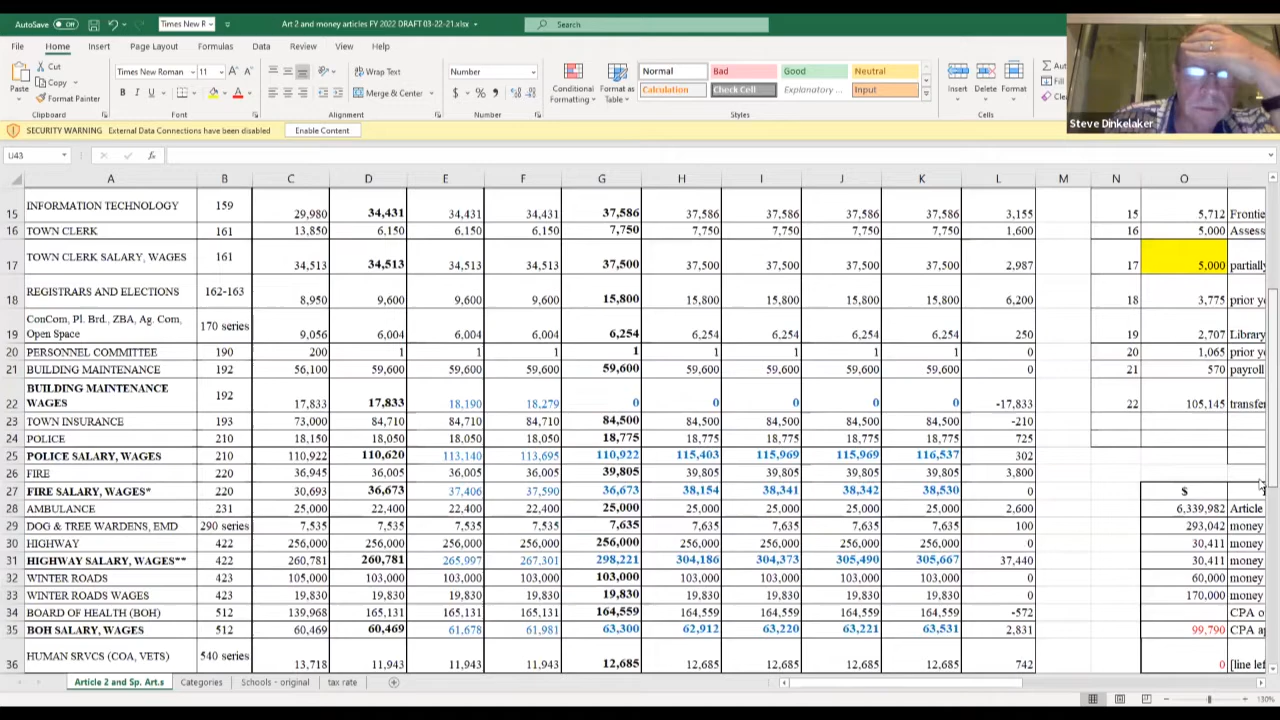 AutoSave Off Times New R Art 2 and money articles FY 2022 DRAFT 03-22-21.xlsx Search
File Home Insert Page Layout Formulas Data Review View Help
Paste Cut Copy Format Painter Clipboard
Times New Roman 11 A A B I U A Font
Wrap Text Merge & Center Alignment
Number $ % 9 Number
Conditional Formatting Format as Table
Normal Bad Good Neutral
Calculation Check Cell Explanatory ... Input
Styles
Insert Delete Format Cells
Steve Dinkelaker
SECURITY WARNING External Data Connections have been disabled Enable Content
U43 fx
A B C D E F G H I J K L M N O
15 INFORMATION TECHNOLOGY 159 29,980 34,431 34,431 34,431 37,586 37,586 37,586 37,586 37,586 3,155 15 5,712 Frontie
16 TOWN CLERK 161 13,850 6,150 6,150 6,150 7,750 7,750 7,750 7,750 7,750 1,600 16 5,000 Assess
17 TOWN CLERK SALARY, WAGES 161 34,513 34,513 34,513 34,513 37,500 37,500 37,500 37,500 37,500 2,987 17 5,000 partially
18 REGISTRARS AND ELECTIONS 162-163 8,950 9,600 9,600 9,600 15,800 15,800 15,800 15,800 15,800 6,200 18 3,775 prior ye
19 ConCom, Pl. Brd., ZBA, Ag. Com, Open Space 170 series 9,056 6,004 6,004 6,004 6,254 6,254 6,254 6,254 6,254 250 19 2,707 Library
20 PERSONNEL COMMITTEE 190 200 1 1 1 1 1 1 1 1 0 20 1,065 prior ye
21 BUILDING MAINTENANCE 192 56,100 59,600 59,600 59,600 59,600 59,600 59,600 59,600 59,600 0 21 570 payroll
22 BUILDING MAINTENANCE WAGES 192 17,833 17,833 18,190 18,279 0 0 0 0 0 -17,833 22 105,145 transfe
23 TOWN INSURANCE 193 73,000 84,710 84,710 84,710 84,500 84,500 84,500 84,500 84,500 -210
24 POLICE 210 18,150 18,050 18,050 18,050 18,775 18,775 18,775 18,775 18,775 725
25 POLICE SALARY, WAGES 210 110,922 110,620 113,140 113,695 110,922 115,403 115,969 115,969 116,537 302
26 FIRE 220 36,945 36,005 36,005 36,005 39,805 39,805 39,805 39,805 39,805 3,800
27 FIRE SALARY, WAGES* 220 30,693 36,673 37,406 37,590 36,673 38,154 38,341 38,342 38,530 0 $
28 AMBULANCE 231 25,000 22,400 22,400 22,400 25,000 25,000 25,000 25,000 25,000 2,600 6,339,982 Article
29 DOG & TREE WARDENS, EMD 290 series 7,535 7,535 7,535 7,535 7,635 7,635 7,635 7,635 7,635 100 293,042 money
30 HIGHWAY 422 256,000 256,000 256,000 256,000 256,000 256,000 256,000 256,000 256,000 0 30,411 money
31 HIGHWAY SALARY, WAGES** 422 260,781 260,781 265,997 267,301 298,221 304,186 304,373 305,490 305,667 37,440 30,411 money
32 WINTER ROADS 423 105,000 103,000 103,000 103,000 103,000 103,000 103,000 103,000 103,000 0 60,000 money
33 WINTER ROADS WAGES 423 19,830 19,830 19,830 19,830 19,830 19,830 19,830 19,830 19,830 0 170,000 money
34 BOARD OF HEALTH (BOH) 512 139,968 165,131 165,131 165,131 164,559 164,559 164,559 164,559 164,559 -572 CPA o
35 BOH SALARY, WAGES 512 60,469 60,469 61,678 61,981 63,300 62,912 63,220 63,221 63,531 2,831 99,790 CPA a
36 HUMAN SRVCS (COA, VETS) 540 series 13,718 11,943 11,943 11,943 12,685 12,685 12,685 12,685 12,685 742 0 [line lef
Article 2 and Sp. Art.s Categories Schools - original tax rate
130%